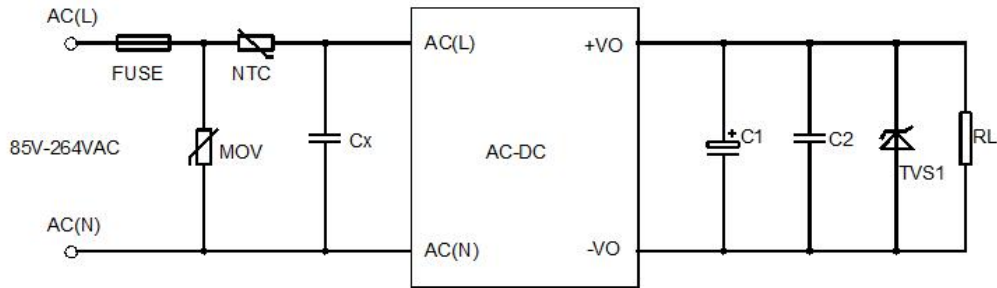 AC(L)
FUSE
NTC
85V-264VAC
MOV
Cx
AC(N)
AC(L)
+VO
AC-DC
AC(N)
-VO
+
C1
C2
TVS1
RL